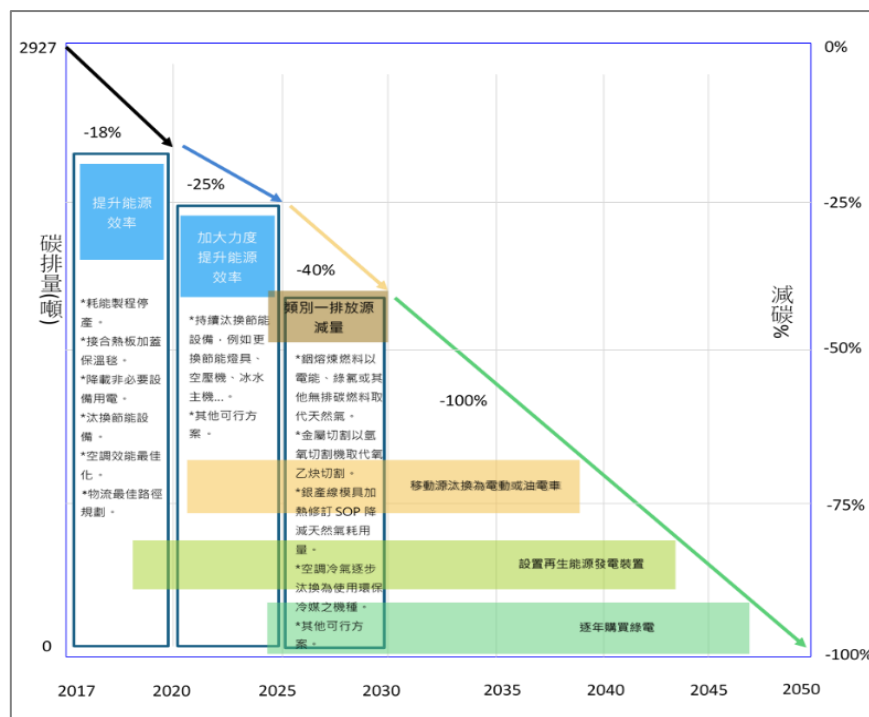 2927
0%
-18%
-25%
-25%
提升能源
效率
加大力度
提升能源
效率
-40%
類別一排放源
減量
碳排量(噸)
減碳%
*耗能製程停
產。
*接合熱板加蓋
保溫毯。
*降載非必要設
備用電。
*汰換節能設
備。
*空調效能最佳
化。
*物流最佳路徑
規劃。
*持續汰換節能
設備，例如更
換節能燈具、
空壓機、冰水
主機…。
*其他可行方
案。
*銦熔煉燃料以
電能、綠氫或其
他無排碳燃料取
代天然氣。
*金屬切割以氫
氧切割機取代氧
乙炔切割。
*銀產線模具加
熱修訂 SOP 降
減天然氣耗用
量。
*空調冷氣逐步
汰換為使用環保
冷媒之機種。
*其他可行方
案。
-50%
-100%
移動源汰換為電動或油電車
-75%
設置再生能源發電裝置
逐年購買綠電
0
-100%
2017
2020
2025
2030
2035
2040
2045
2050